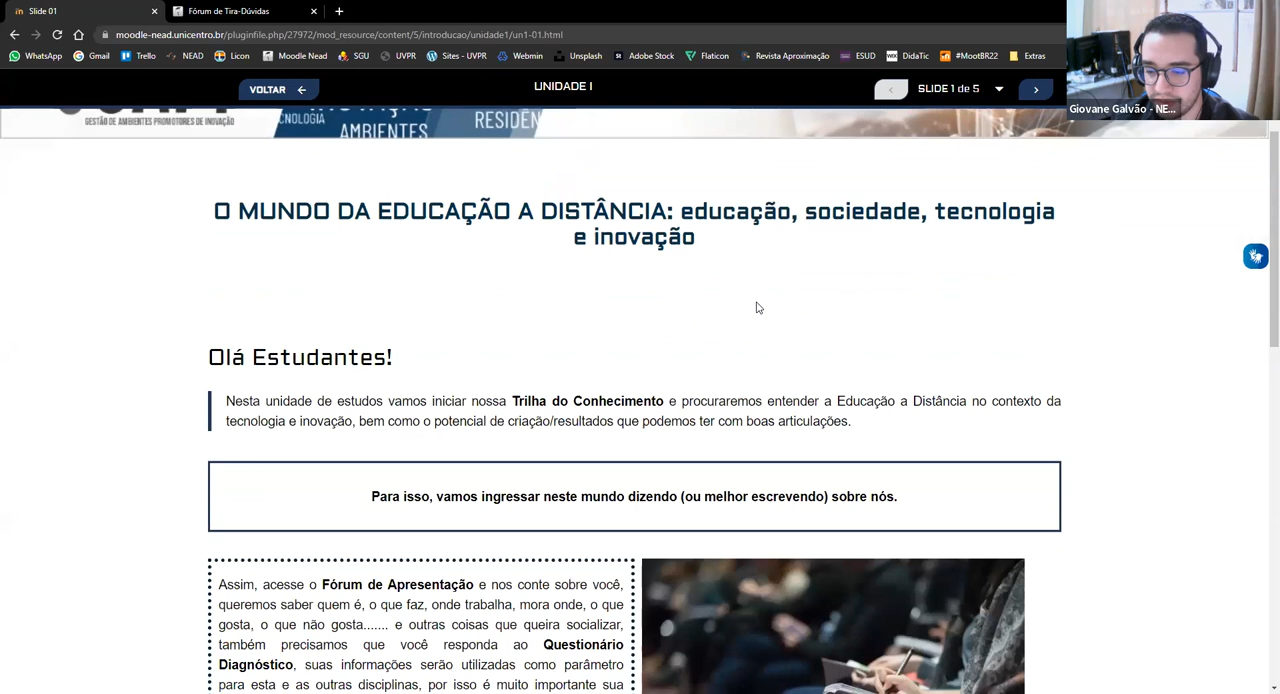 Slide 01
Fórum de Tira-Dúvidas
moodle-nead.unicentro.br/pluginfile.php/27972/mod_resource/content/5/introducao/unidade1/un1-01.html
WhatsApp Gmail Trello NEAD Licon Moodle Nead SGU UVPR Sites - UVPR Webmin Unsplash Adobe Stock Flaticon Revista Aproximação ESUD DidaTic #MootBR22 Extras
VOLTAR
UNIDADE I
SLIDE 1 de 5
Giovane Galvão - NE...
GESTÃO DE AMBIENTES PROMOTORES DE INOVAÇÃO
AMBIENTES
O MUNDO DA EDUCAÇÃO A DISTÂNCIA: educação, sociedade, tecnologia
e inovação
Olá Estudantes!
Nesta unidade de estudos vamos iniciar nossa Trilha do Conhecimento e procuraremos entender a Educação a Distância no contexto da
tecnologia e inovação, bem como o potencial de criação/resultados que podemos ter com boas articulações.
Para isso, vamos ingressar neste mundo dizendo (ou melhor escrevendo) sobre nós.
Assim, acesse o Fórum de Apresentação e nos conte sobre você,
queremos saber quem é, o que faz, onde trabalha, mora onde, o que
gosta, o que não gosta....... e outras coisas que queira socializar,
também precisamos que você responda ao Questionário
Diagnóstico, suas informações serão utilizadas como parâmetro
para esta e as outras disciplinas, por isso é muito importante sua